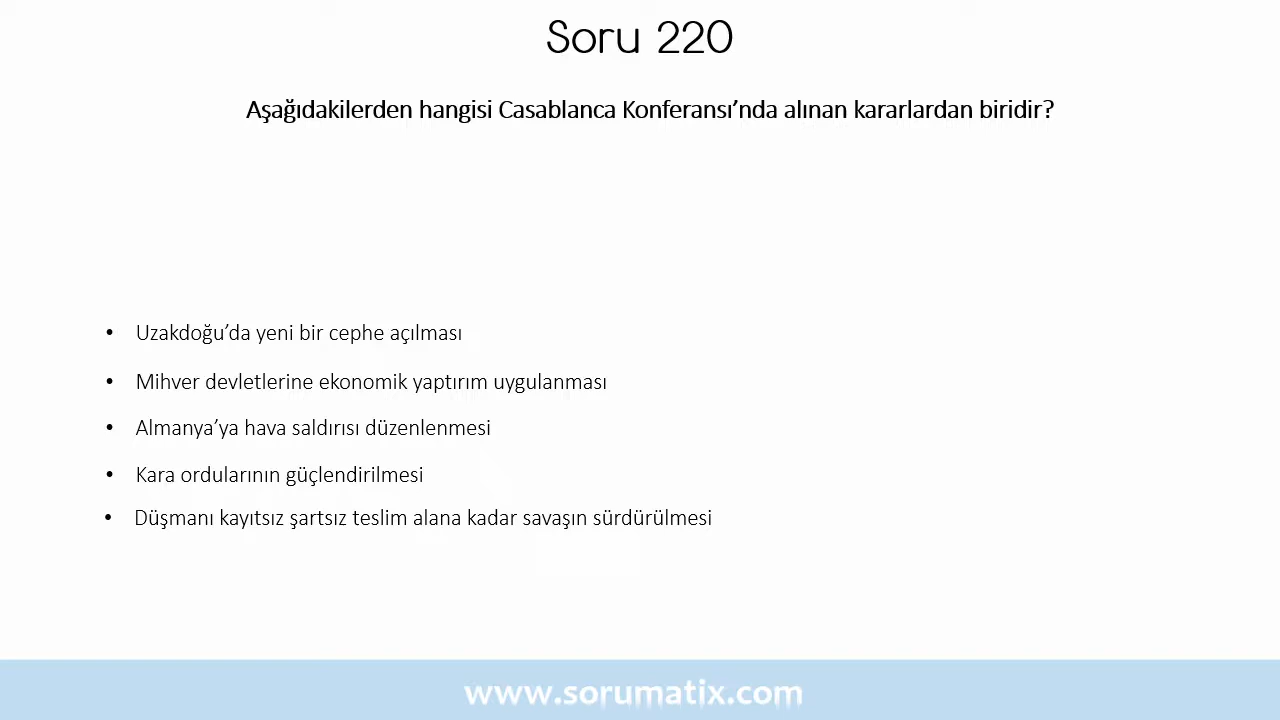 Soru 220
Aşağıdakilerden hangisi Casablanca Konferansı’nda alınan kararlardan biridir?
• Uzakdoğu’da yeni bir cephe açılması
• Mihver devletlerine ekonomik yaptırım uygulanması
• Almanya’ya hava saldırısı düzenlenmesi
• Kara ordularının güçlendirilmesi
• Düşmanı kayıtsız şartsız teslim alana kadar savaşın sürdürülmesi
www.sorumatix.com